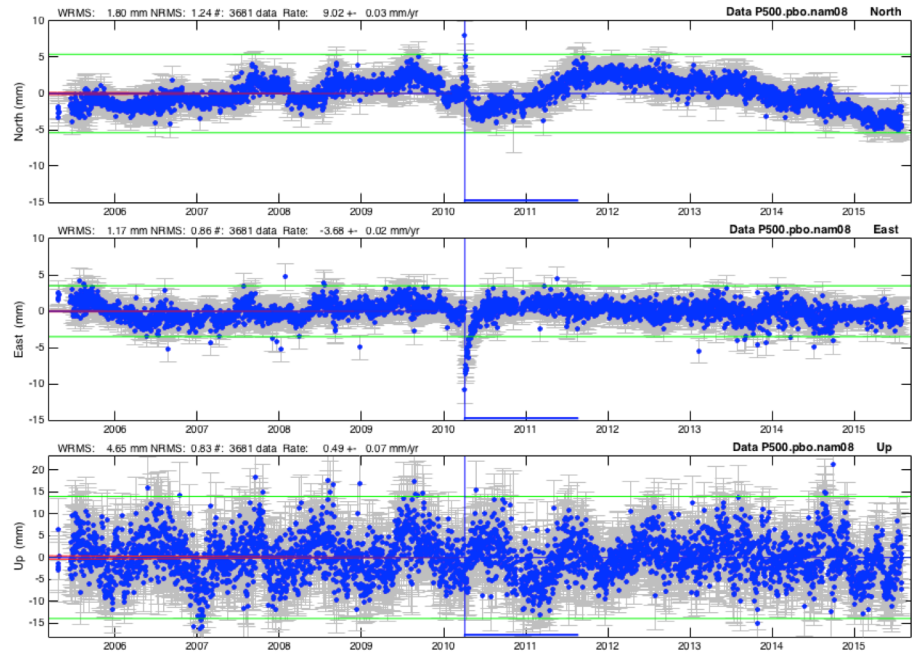 WRMS: 1.80 mm NRMS: 1.24 #: 3681 data Rate: 9.02 +- 0.03 mm/yr Data P500.pbo.nam08 North
10
5
0
-5
-10
-15
North (mm)
2006 2007 2008 2009 2010 2011 2012 2013 2014 2015
WRMS: 1.17 mm NRMS: 0.86 #: 3681 data Rate: -3.68 +- 0.02 mm/yr Data P500.pbo.nam08 East
10
5
0
-5
-10
-15
East (mm)
2006 2007 2008 2009 2010 2011 2012 2013 2014 2015
WRMS: 4.65 mm NRMS: 0.83 #: 3681 data Rate: 0.49 +- 0.07 mm/yr Data P500.pbo.nam08 Up
20
15
10
5
0
-5
-10
-15
Up (mm)
2006 2007 2008 2009 2010 2011 2012 2013 2014 2015